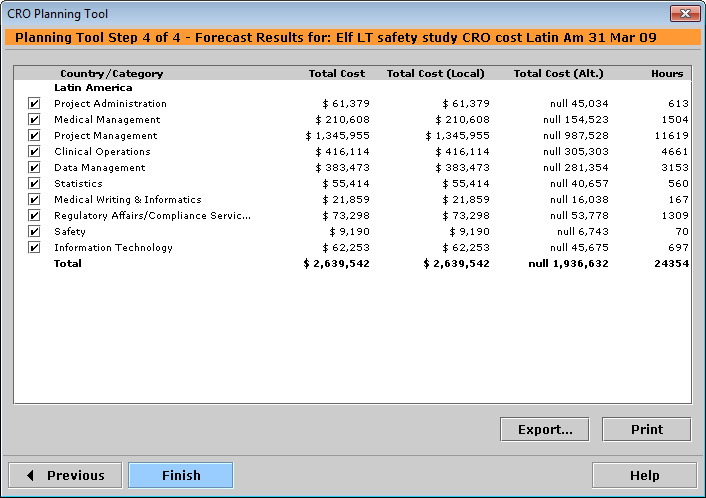 CRO Planning Tool
Planning Tool Step 4 of 4 - Forecast Results for: Elf LT safety study CRO cost Latin Am 31 Mar 09
Country/Category Total Cost Total Cost (Local) Total Cost (Alt.) Hours
Latin America
Project Administration $ 61,379 $ 61,379 null 45,034 613
Medical Management $ 210,608 $ 210,608 null 154,523 1504
Project Management $ 1,345,955 $ 1,345,955 null 987,528 11619
Clinical Operations $ 416,114 $ 416,114 null 305,303 4661
Data Management $ 383,473 $ 383,473 null 281,354 3153
Statistics $ 55,414 $ 55,414 null 40,657 560
Medical Writing & Informatics $ 21,859 $ 21,859 null 16,038 167
Regulatory Affairs/Compliance Servic... $ 73,298 $ 73,298 null 53,778 1309
Safety $ 9,190 $ 9,190 null 6,743 70
Information Technology $ 62,253 $ 62,253 null 45,675 697
Total $ 2,639,542 $ 2,639,542 null 1,936,632 24354
Export... Print
Previous Finish Help